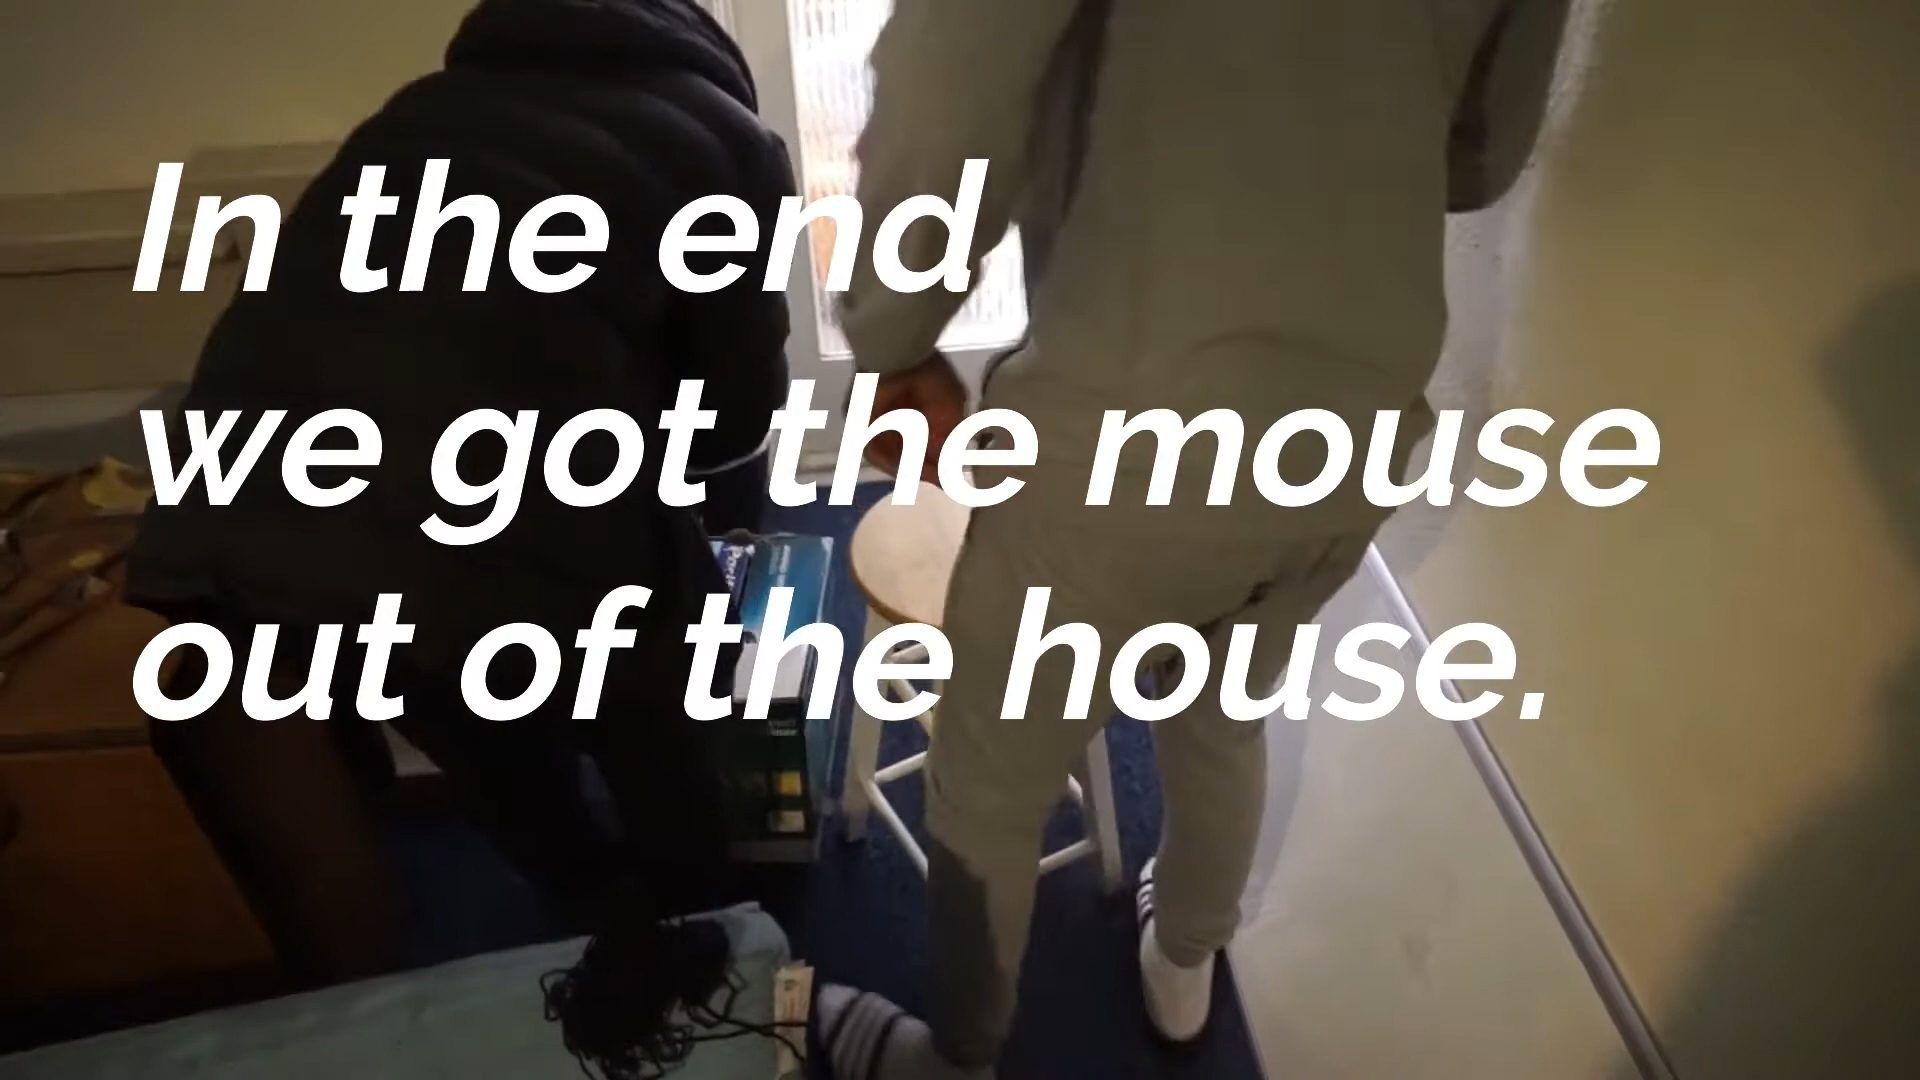 In the end
we got the mouse
out of the house.